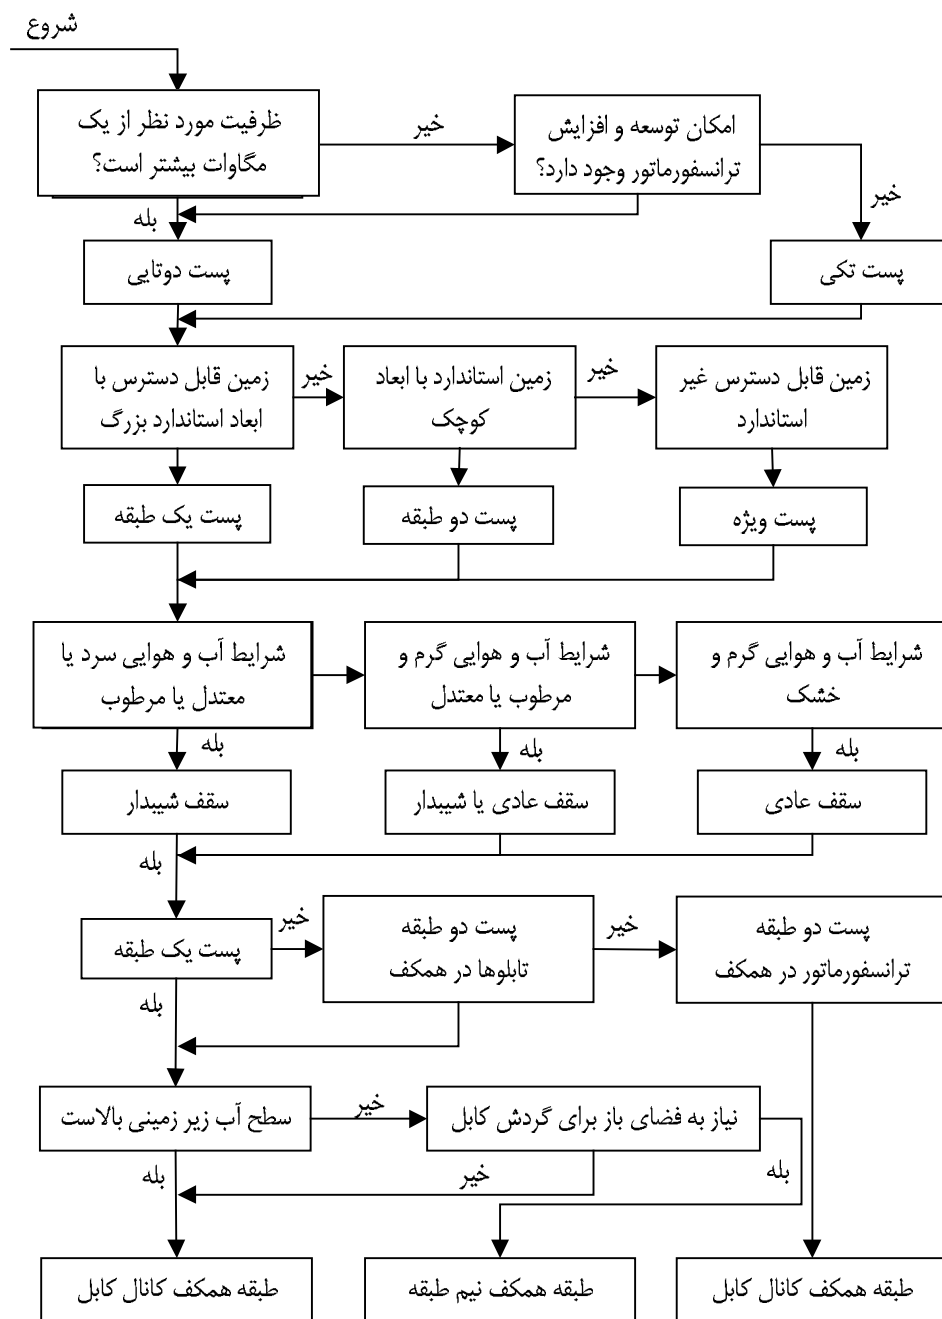 شروع
ظرفیت مورد نظر از یک
مگاوات بیشتر است؟
خیر
امکان توسعه و افزایش
ترانسفورماتور وجود دارد؟
خیر
بله
پست دوتایی
پست تکی
زمین قابل دسترس با
ابعاد استاندارد بزرگ
خیر
زمین استاندارد با ابعاد
کوچک
خیر
زمین قابل دسترس غیر
استاندارد
پست یک طبقه
پست دو طبقه
پست ویژه
شرایط آب و هوایی سرد یا
معتدل یا مرطوب
شرایط آب و هوایی گرم و
مرطوب یا معتدل
شرایط آب و هوایی گرم و
خشک
بله
بله
بله
سقف شیبدار
سقف عادی یا شیبدار
سقف عادی
بله
پست یک طبقه
خیر
پست دو طبقه
تابلوها در همکف
خیر
پست دو طبقه
ترانسفورماتور در همکف
بله
سطح آب زیر زمینی بالاست
خیر
نیاز به فضای باز برای گردش کابل
بله
خیر
بله
طبقه همکف کانال کابل
طبقه همکف نیم طبقه
طبقه همکف کانال کابل